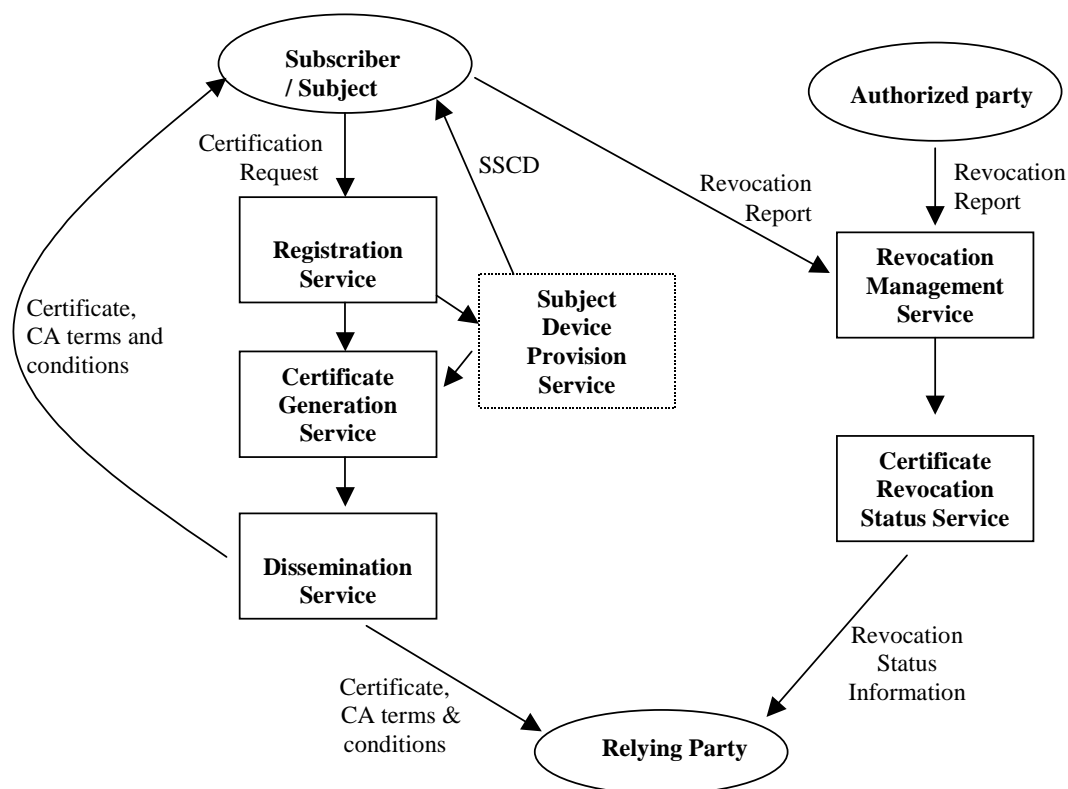 Subscriber
/ Subject
Authorized party
Certification
Request
SSCD
Revocation
Report
Revocation
Report
Registration
Service
Subject
Device
Provision
Service
Revocation
Management
Service
Certificate,
CA terms and
conditions
Certificate
Generation
Service
Certificate
Revocation
Status Service
Dissemination
Service
Revocation
Status
Information
Certificate,
CA terms &
conditions
Relying Party